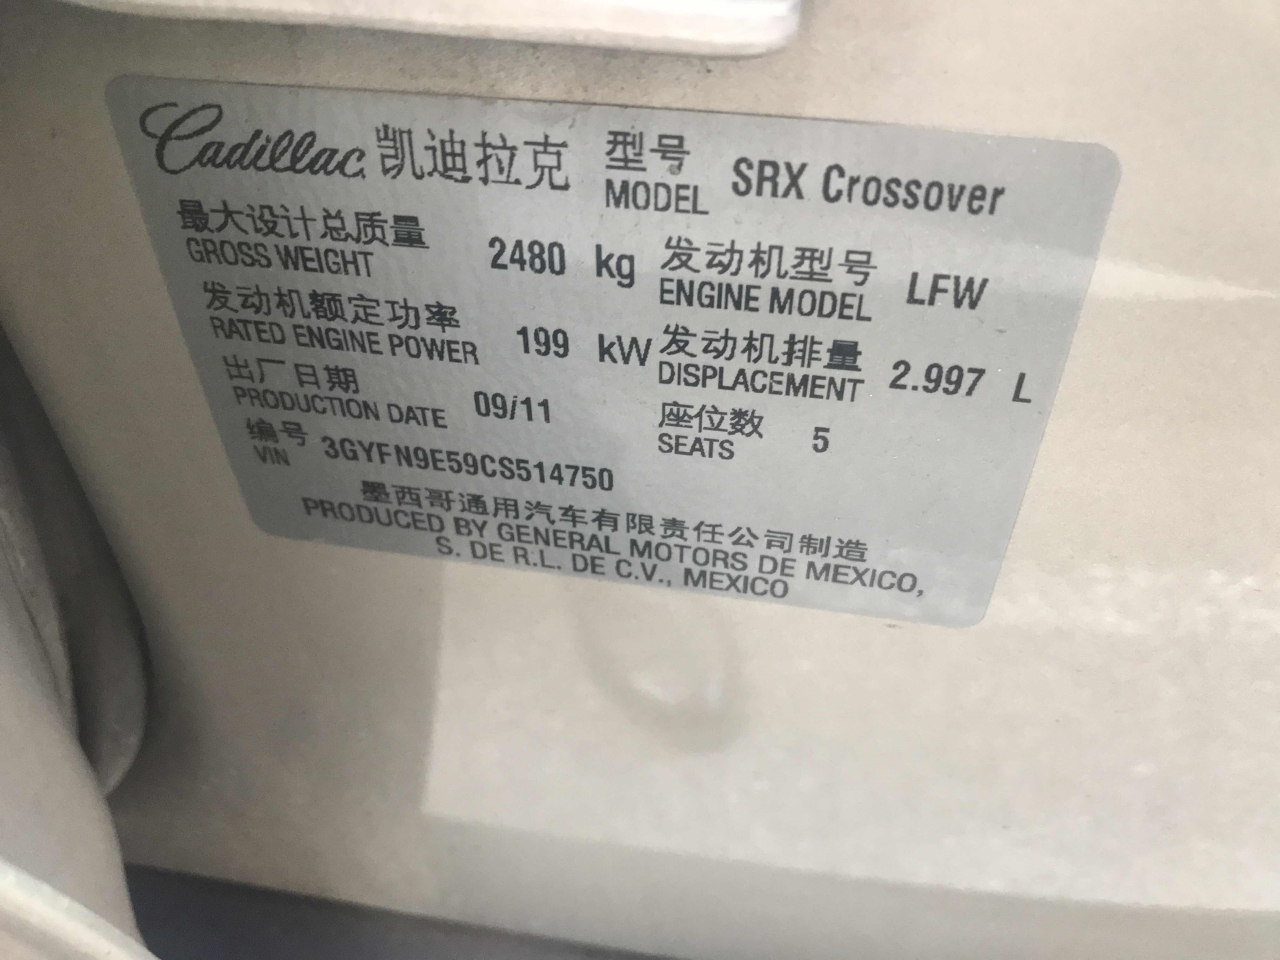 Cadillac 凯迪拉克 型号 MODEL SRX Crossover
最大设计总质量 GROSS WEIGHT 2480 kg 发动机型号 ENGINE MODEL LFW
发动机额定功率 RATED ENGINE POWER 199 kW 发动机排量 DISPLACEMENT 2.997 L
出厂日期 PRODUCTION DATE 09/11 座位数 SEATS 5
编号 VIN 3GYFN9E59CS514750
墨西哥通用汽车有限责任公司制造
PRODUCED BY GENERAL MOTORS DE MEXICO,
S. DE R.L. DE C.V., MEXICO